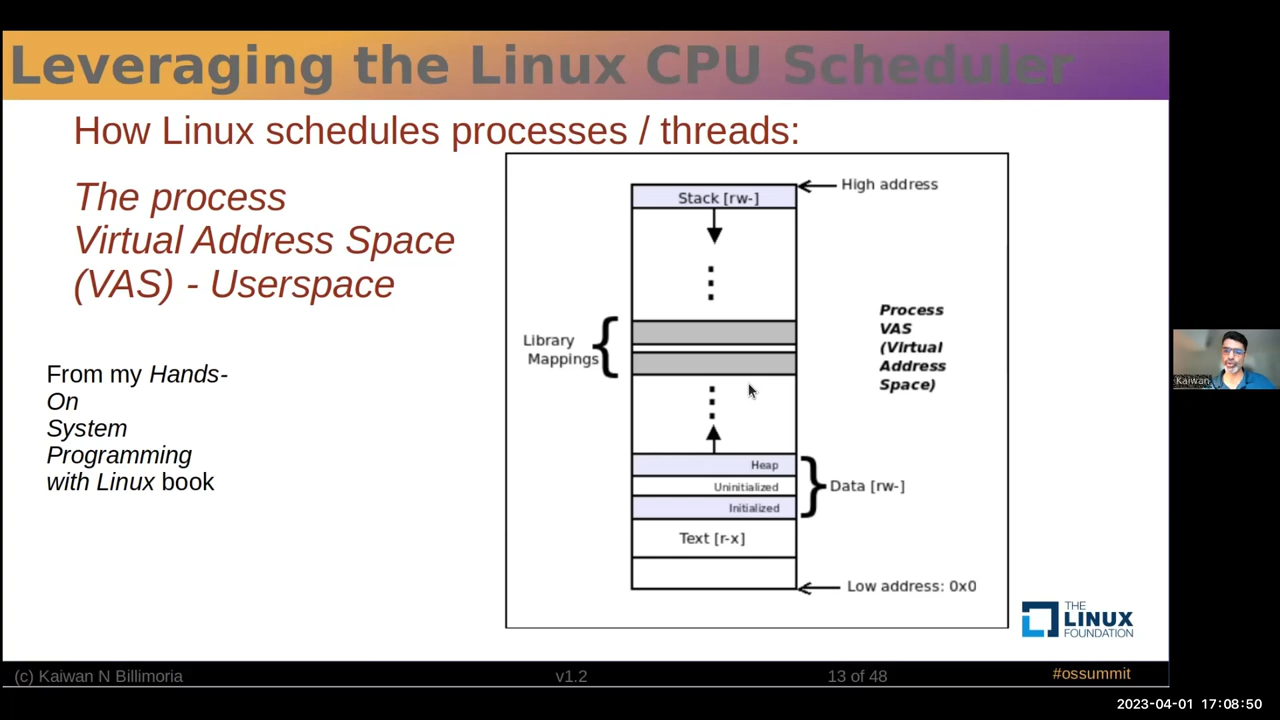 Leveraging the Linux CPU Scheduler
How Linux schedules processes / threads:
The process
Virtual Address Space
(VAS) - Userspace
From my Hands-
On
System
Programming
with Linux book
High address
Stack [rw-]
Library
Mappings
Process
VAS
(Virtual
Address
Space)
Heap
Uninitialized
Initialized
Data [rw-]
Text [r-x]
Low address: 0x0
THE
LINUX
FOUNDATION
Kaiwan
(c) Kaiwan N Billimoria
v1.2
13 of 48
#ossummit
2023-04-01 17:08:50